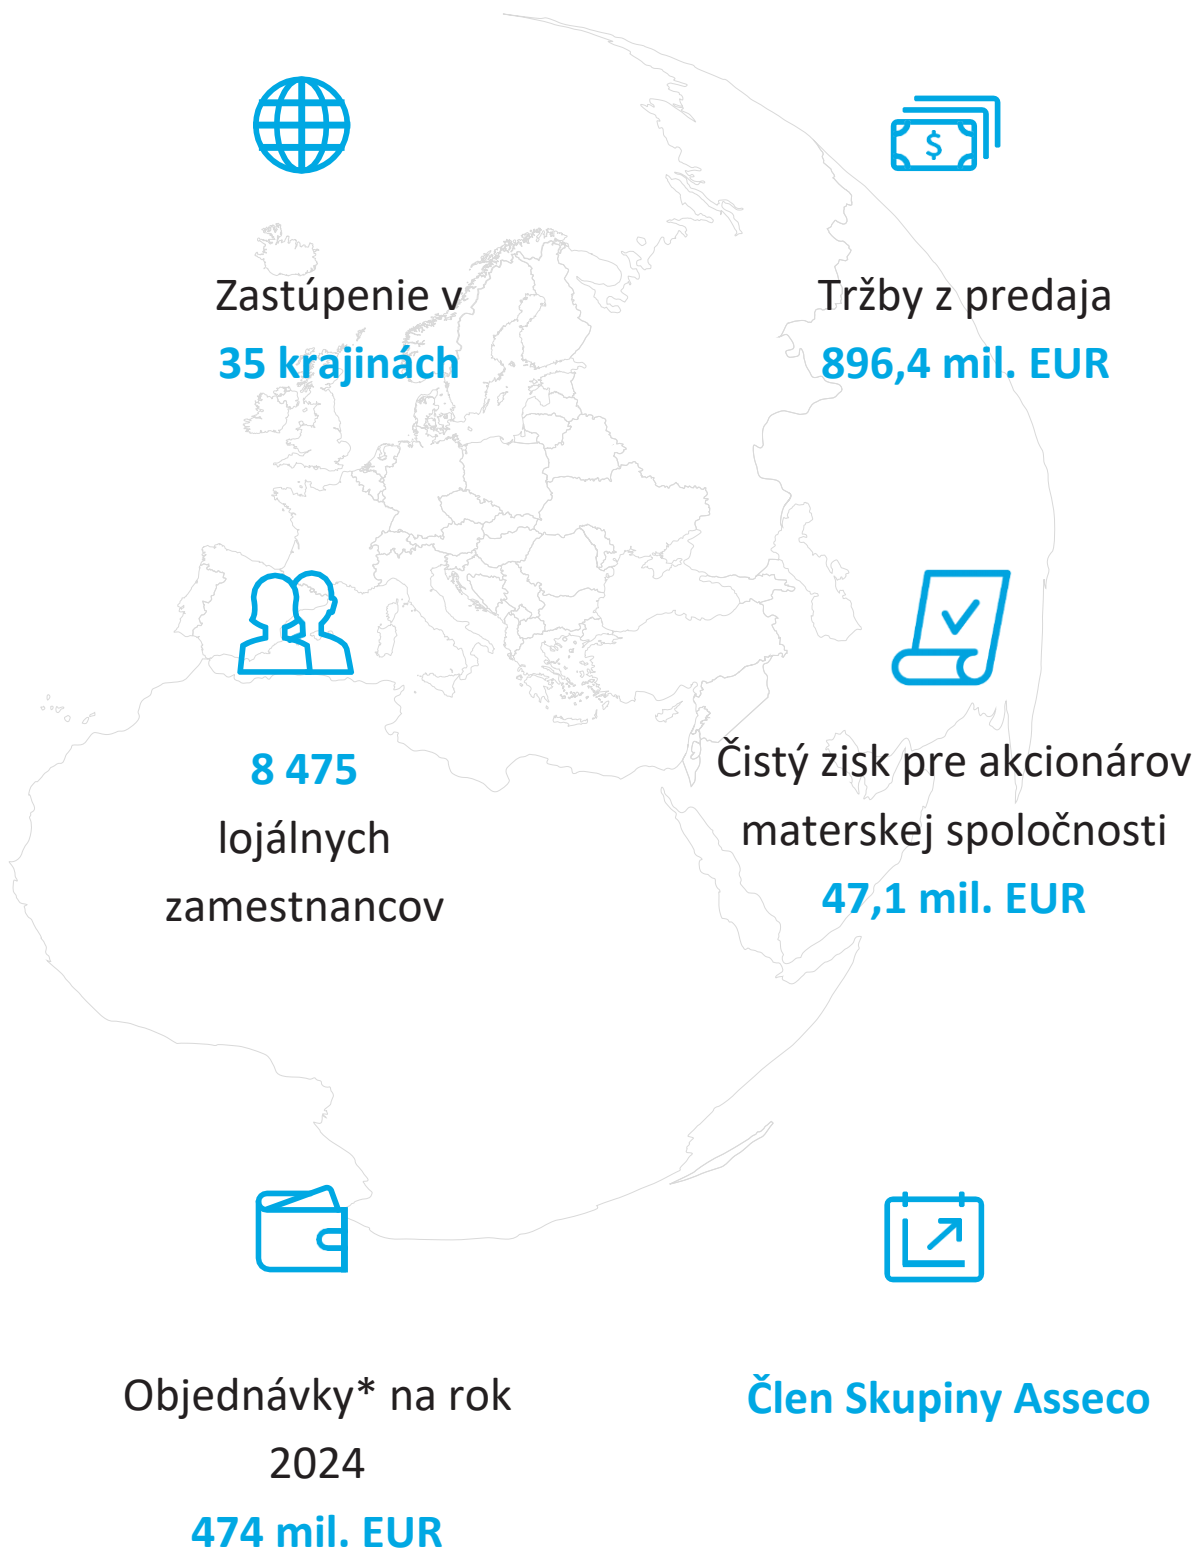 Zastúpenie v
35 krajinách
Tržby z predaja
896,4 mil. EUR
8 475
lojálnych
zamestnancov
Čistý zisk pre akcionárov
materskej spoločnosti
47,1 mil. EUR
Objednávky* na rok
2024
474 mil. EUR
Člen Skupiny Asseco